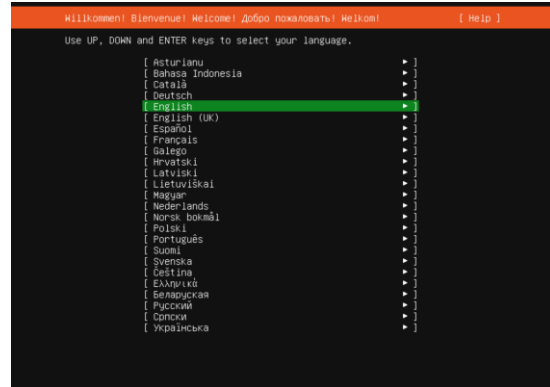 Willkommen! Bienvenue! Welcome! Добро пожаловать! Welkom! [ Help ]
Use UP, DOWN and ENTER keys to select your language.
[ Asturianu ► ]
[ Bahasa Indonesia ► ]
[ Català ► ]
[ Deutsch ► ]
[ English ► ]
[ English (UK) ► ]
[ Español ► ]
[ Français ► ]
[ Galego ► ]
[ Hrvatski ► ]
[ Latviski ► ]
[ Lietuviškai ► ]
[ Magyar ► ]
[ Nederlands ► ]
[ Norsk bokmål ► ]
[ Polski ► ]
[ Português ► ]
[ Suomi ► ]
[ Svenska ► ]
[ Čeština ► ]
[ Ελληνικά ► ]
[ Беларуская ► ]
[ Русский ► ]
[ Српски ► ]
[ Українська ► ]